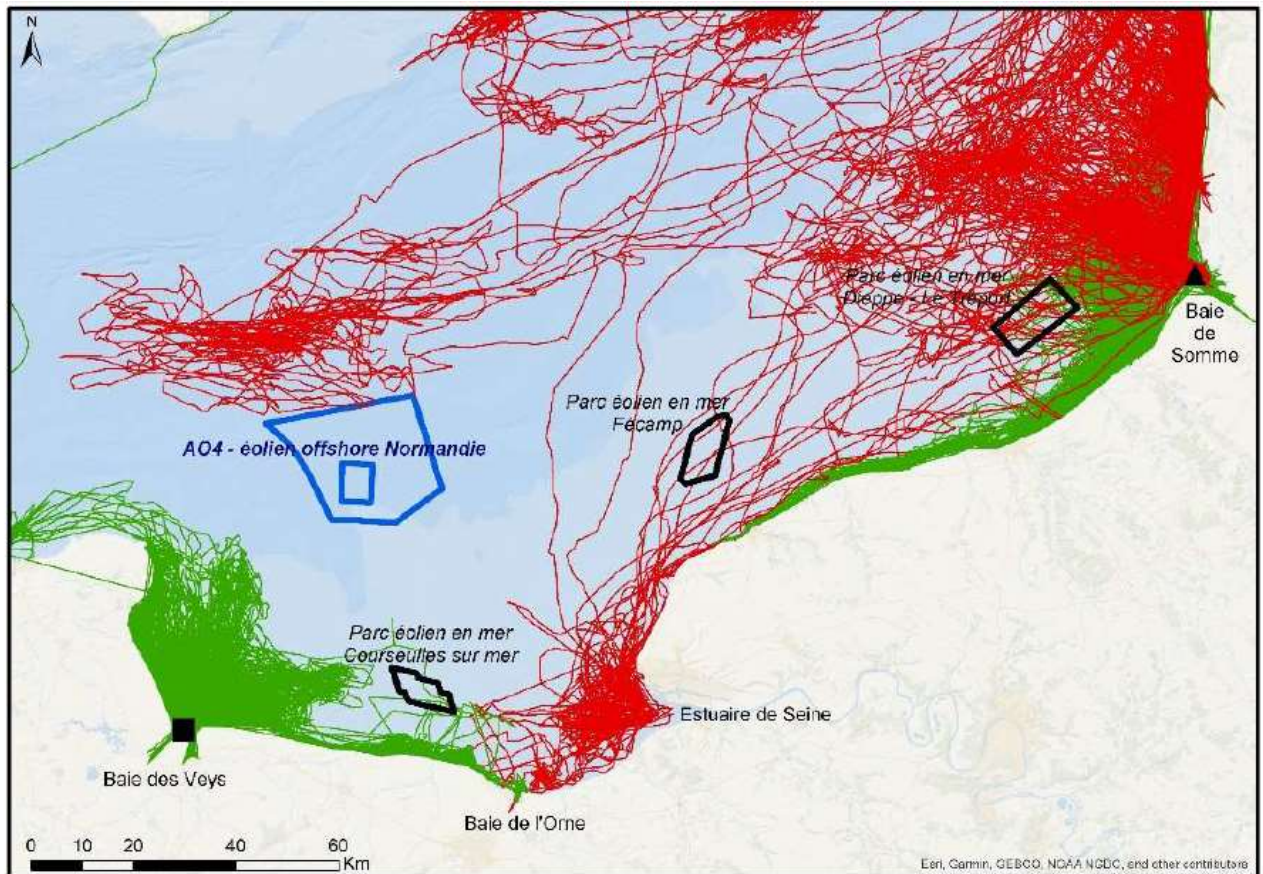 N
Parc éolien en mer
Dieppe - Le Tréport
Baie
de
Somme
Parc éolien en mer
Fécamp
AO4 - éolien offshore Normandie
Parc éolien en mer
Courseulles sur mer
Estuaire de Seine
Baie des Veys
Baie de l'Orne
0 10 20 40 60
Km
Esri, Garmin, GEBCO, NOAA NGDC, and other contributors